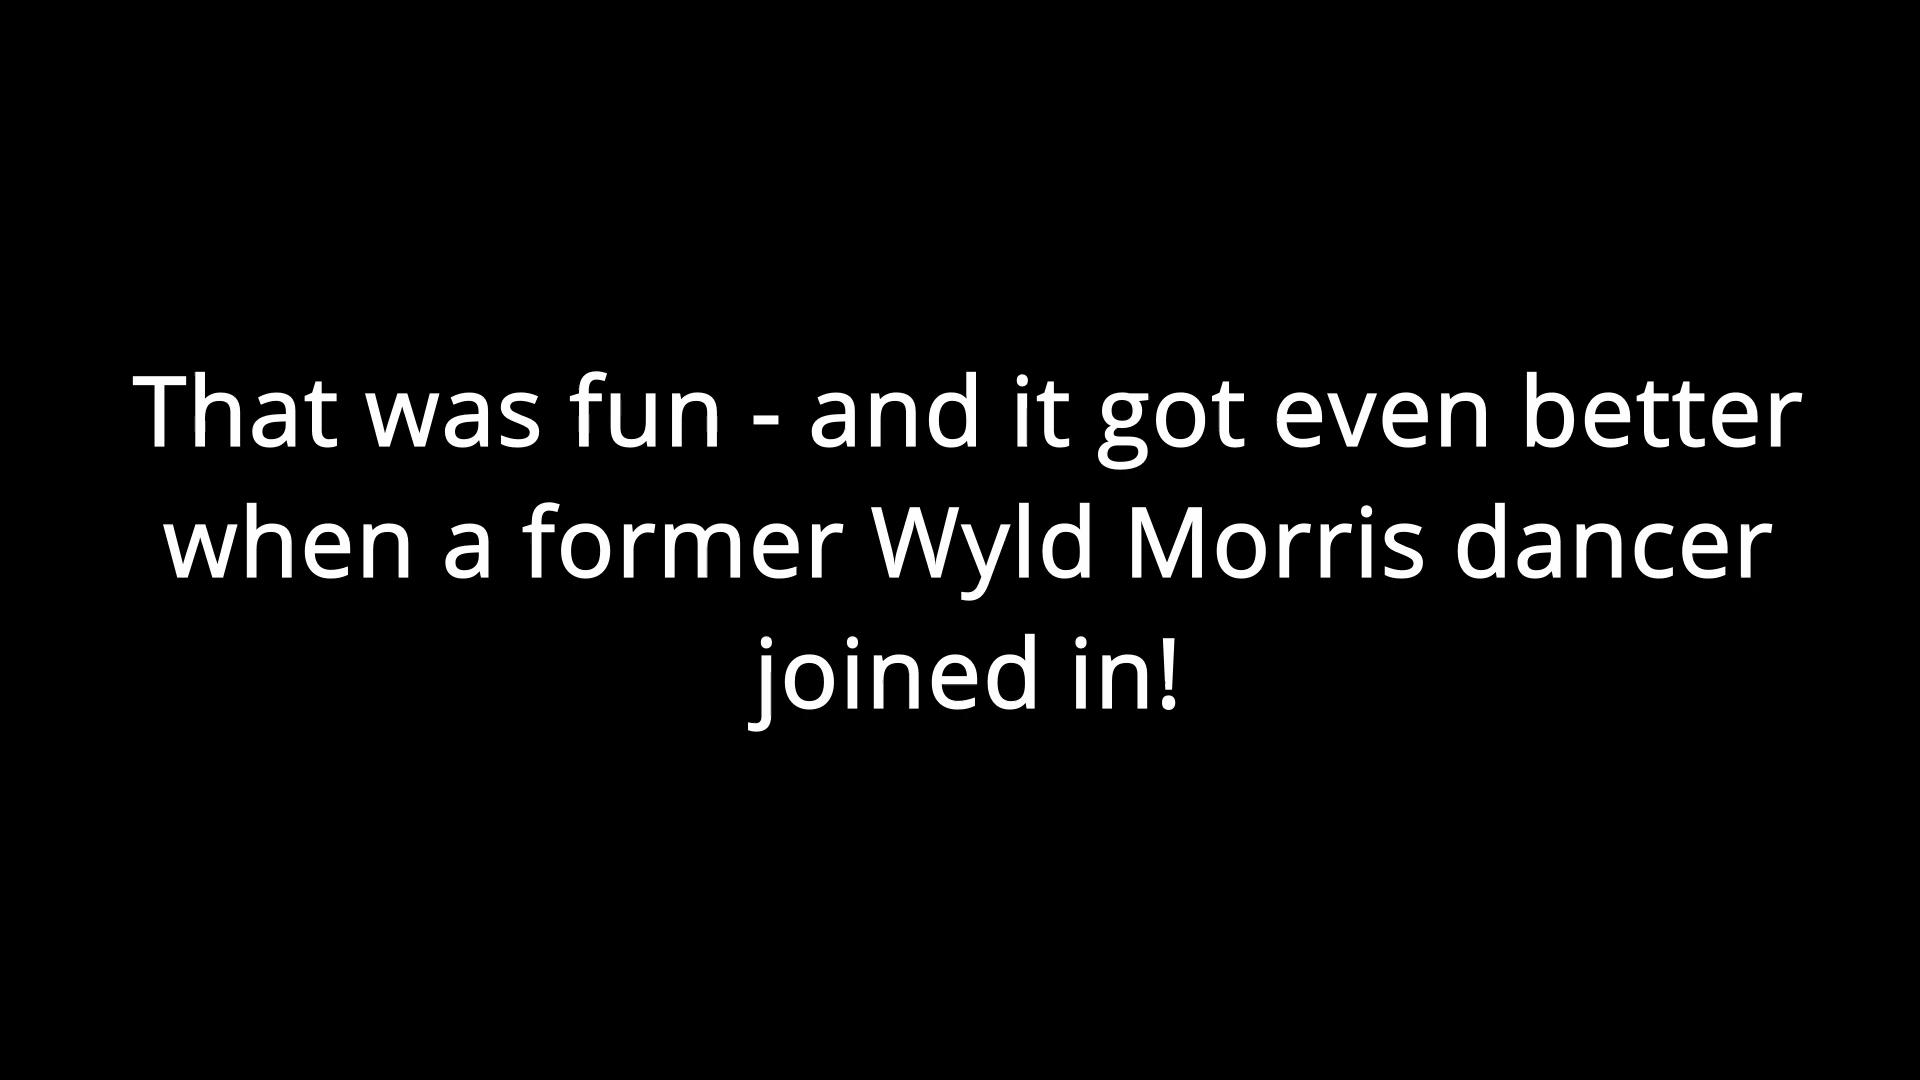 That was fun - and it got even better
when a former Wyld Morris dancer
joined in!